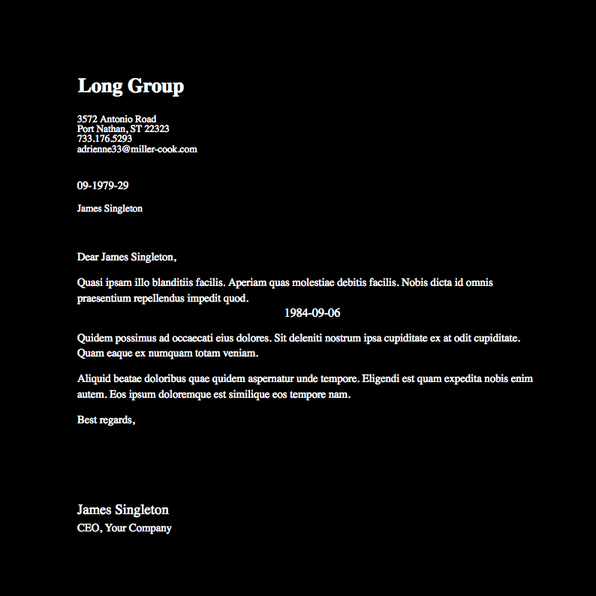 Long Group
3572 Antonio Road
Port Nathan, ST 22323
733.176.5293
adrienne33@miller-cook.com
09-1979-29
James Singleton
Dear James Singleton,
Quasi ipsam illo blanditiis facilis. Aperiam quas molestiae debitis facilis. Nobis dicta id omnis
praesentium repellendus impedit quod.
1984-09-06
Quidem possimus ad occaecati eius dolores. Sit deleniti nostrum ipsa cupiditate ex at odit cupiditate.
Quam eaque ex numquam totam veniam.
Aliquid beatae doloribus quae quidem aspernatur unde tempore. Eligendi est quam expedita nobis enim
autem. Eos ipsum doloremque est similique eos tempore nam.
Best regards,
James Singleton
CEO, Your Company